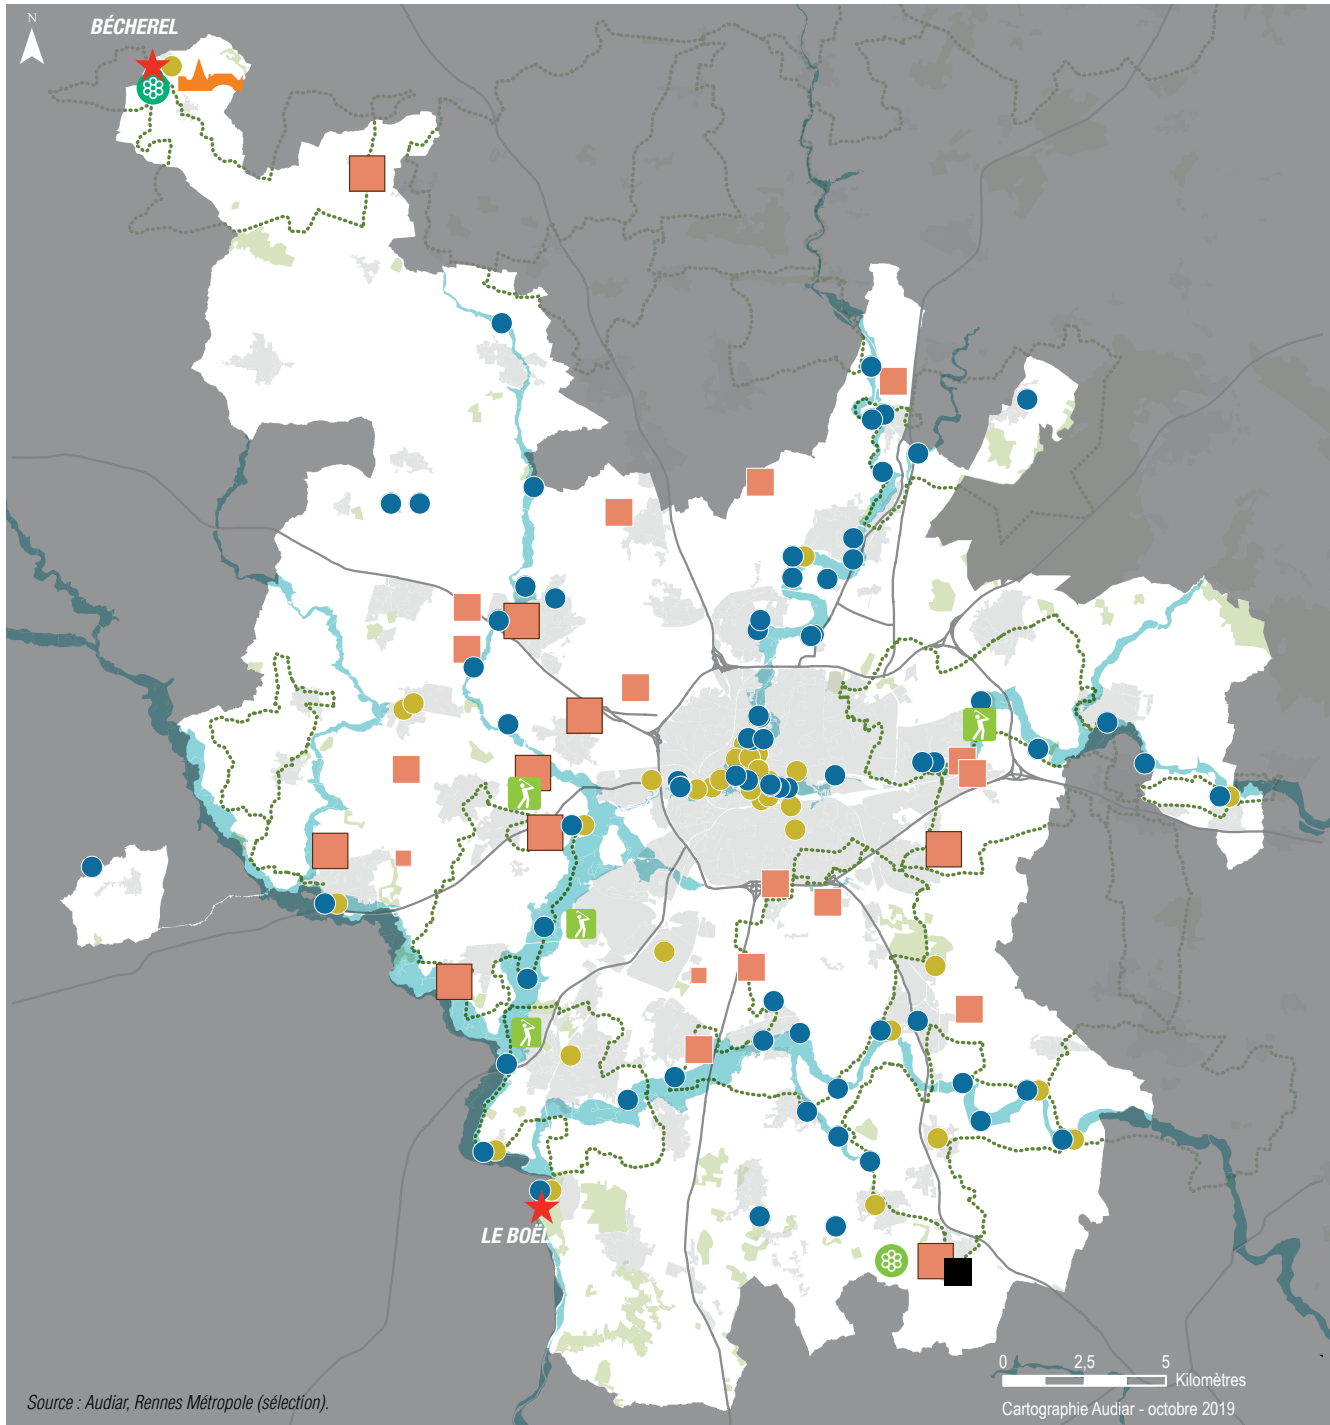 N
BÉCHEREL
LE BOËL
0 2,5 5
Kilomètres
Source : Audiar, Rennes Métropole (sélection).
Cartographie Audiar - octobre 2019